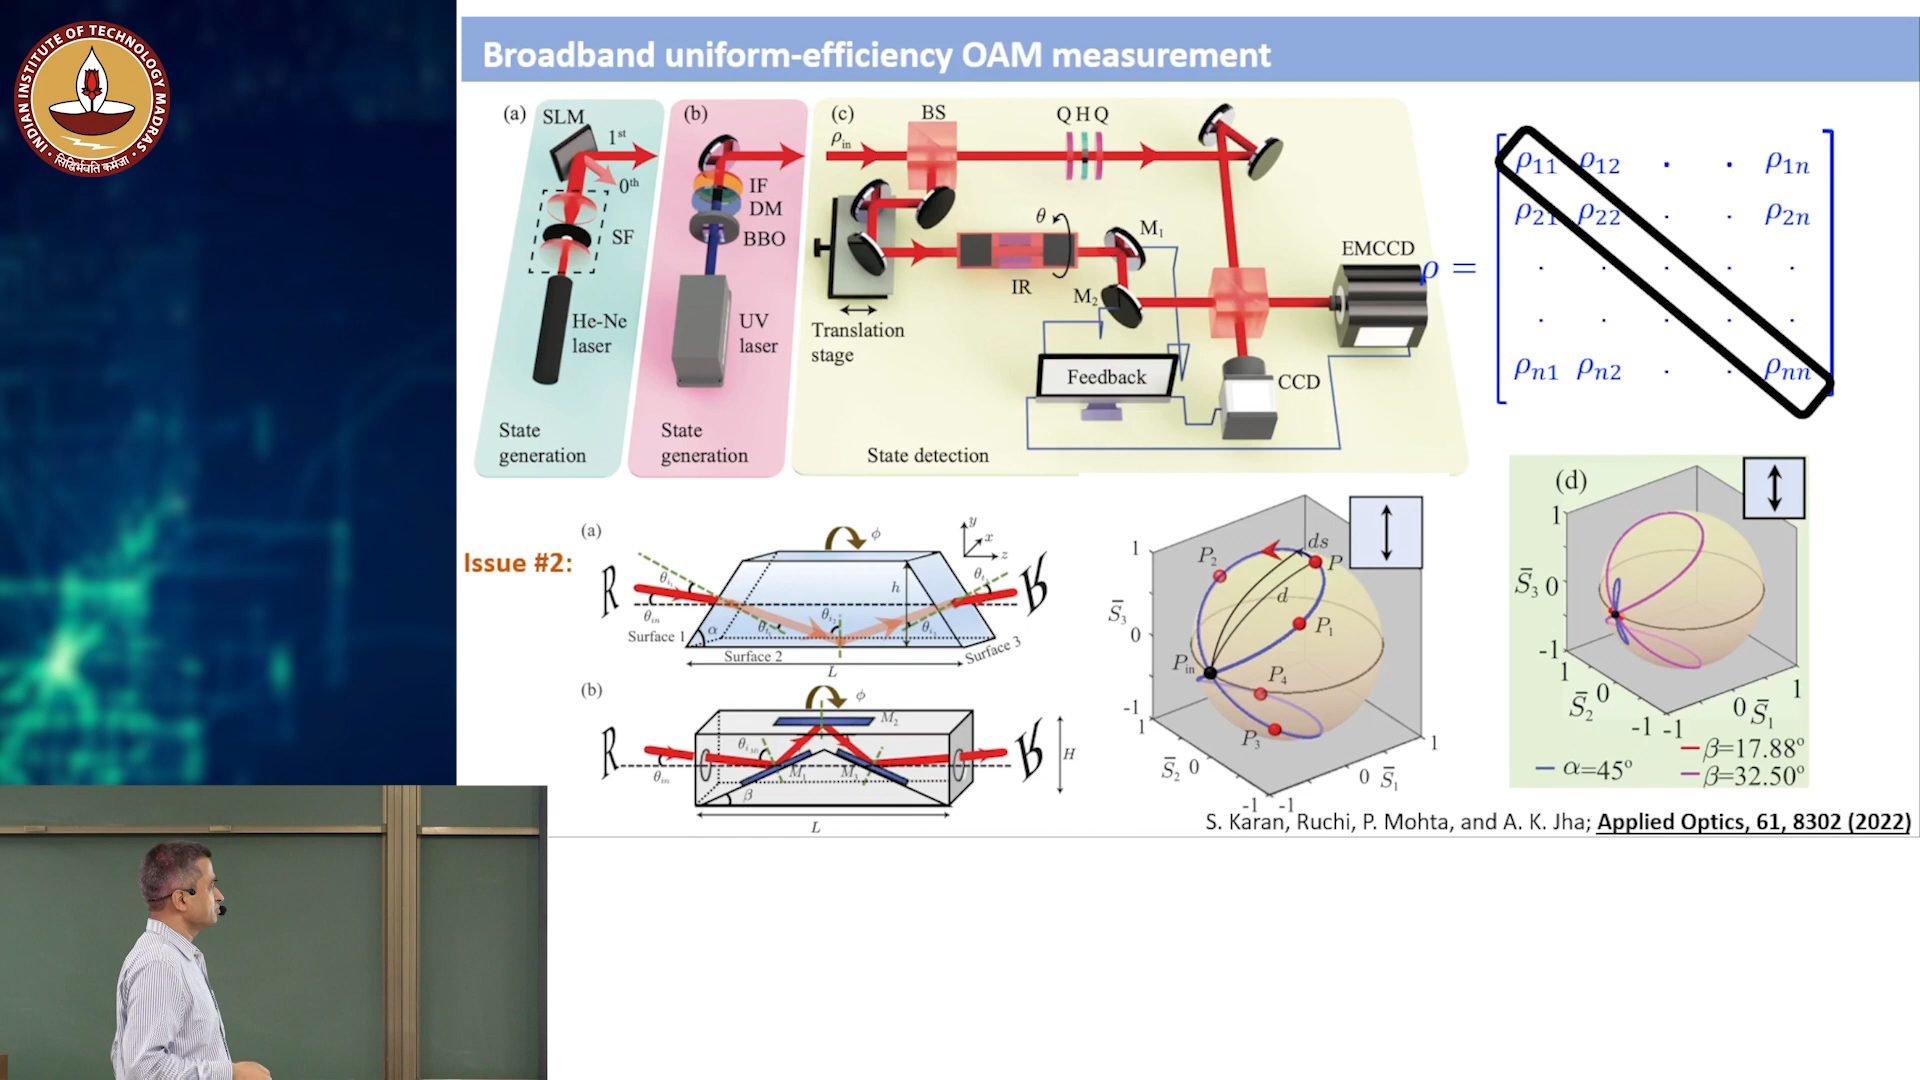 INDIAN INSTITUTE OF TECHNOLOGY MADRAS
सिद्धिर्भवति कर्मजा
Broadband uniform-efficiency OAM measurement
(a)
SLM
1st
0th
SF
He-Ne
laser
State
generation
(b)
IF
DM
BBO
UV
laser
State
generation
(c)
BS
Q H Q
ρin
θ
M1
IR
M2
EMCCD
Translation
stage
Feedback
CCD
State detection
ρ =
ρ11 ρ12 . . ρ1n
ρ21 ρ22 . . ρ2n
. . . . .
. . . . .
ρn1 ρn2 . . ρnn
Issue #2:
(a)
ϕ
y
x
z
R
R
θin
h
α
Surface 1
Surface 2
Surface 3
L
(b)
ϕ
M2
R
R
θin
M1
β
H
L
1
0
-1
S̄3
P2
ds
P
d
P1
Pin
P4
P3
1
S̄2 0
-1
-1
0 S̄1
1
(d)
1
S̄3 0
-1
1
S̄2 0
-1
-1
0 S̄1
1
α=45°
β=17.88°
β=32.50°
S. Karan, Ruchi, P. Mohta, and A. K. Jha; Applied Optics, 61, 8302 (2022)